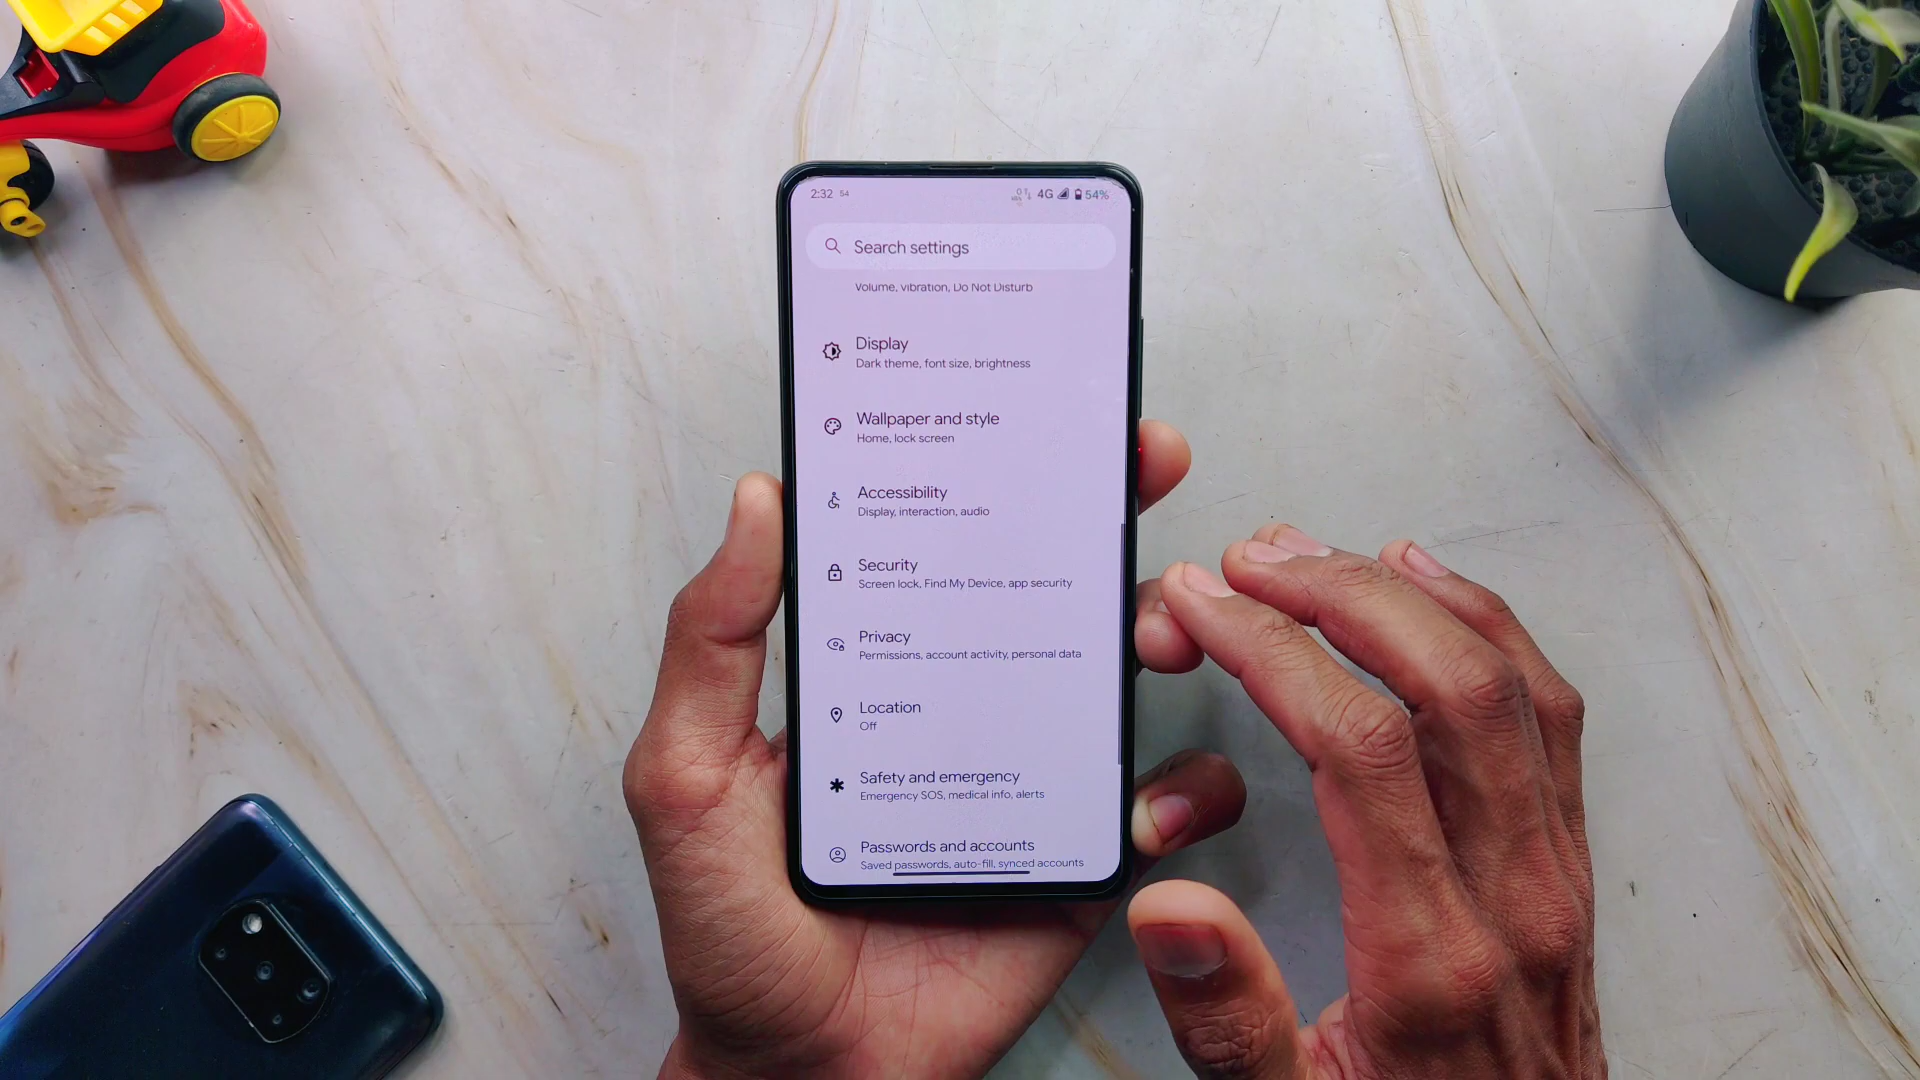 2:32 54 4G 54%
Search settings
Volume, vibration, Do Not Disturb
Display
Dark theme, font size, brightness
Wallpaper and style
Home, lock screen
Accessibility
Display, interaction, audio
Security
Screen lock, Find My Device, app security
Privacy
Permissions, account activity, personal data
Location
Off
Safety and emergency
Emergency SOS, medical info, alerts
Passwords and accounts
Saved passwords, auto-fill, synced accounts